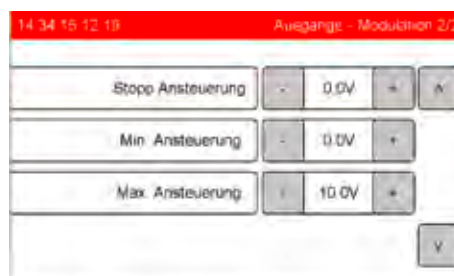 14 34 15 12 19 Ausgänge - Modulation 2/2
Stopp Ansteuerung - 0.0V + ʌ
Min. Ansteuerung - 0.0V +
Max. Ansteuerung - 10.0V +
v